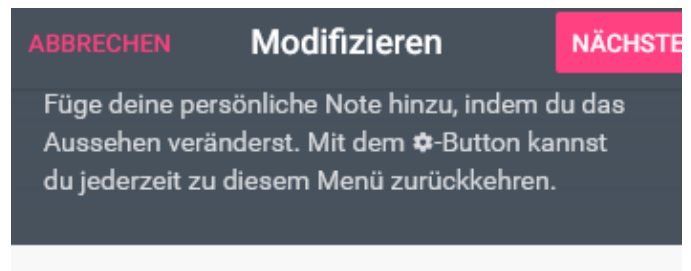 ABBRECHEN Modifizieren NÄCHSTE
Füge deine persönliche Note hinzu, indem du das
Aussehen veränderst. Mit dem ⚙-Button kannst
du jederzeit zu diesem Menü zurückkehren.